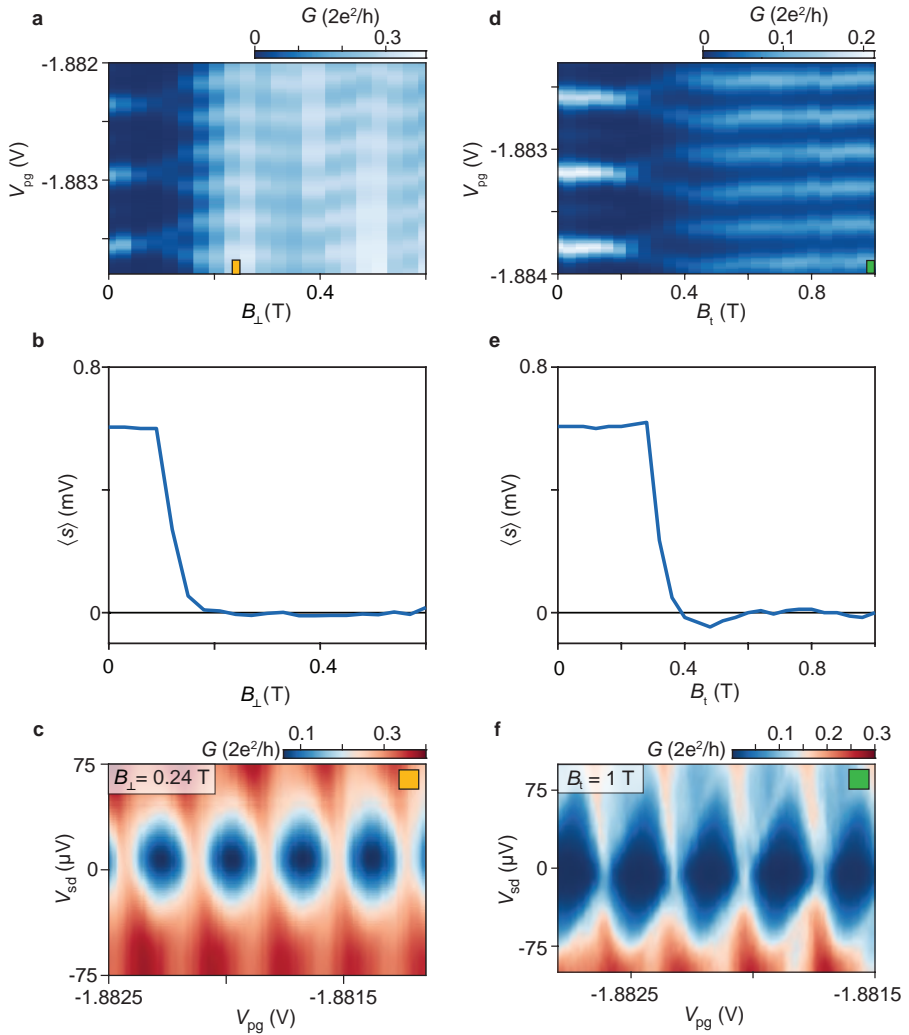 a
G (2e²/h)
0 0.3
-1.882
-1.883
V_pg (V)
0 0.4
B_⊥(T)
d
G (2e²/h)
0 0.1 0.2
-1.883
-1.884
V_pg (V)
0 0.4 0.8
B_t (T)
b
0.8
0
⟨s⟩ (mV)
0 0.4
B_⊥(T)
e
0.8
0
⟨s⟩ (mV)
0 0.4 0.8
B_t (T)
c
G (2e²/h)
0.1 0.3
B_⊥= 0.24 T
75
0
-75
V_sd (µV)
-1.8825 -1.8815
V_pg (V)
f
G (2e²/h)
0.1 0.2 0.3
B_t = 1 T
75
0
-75
V_sd (µV)
-1.8825 -1.8815
V_pg (V)